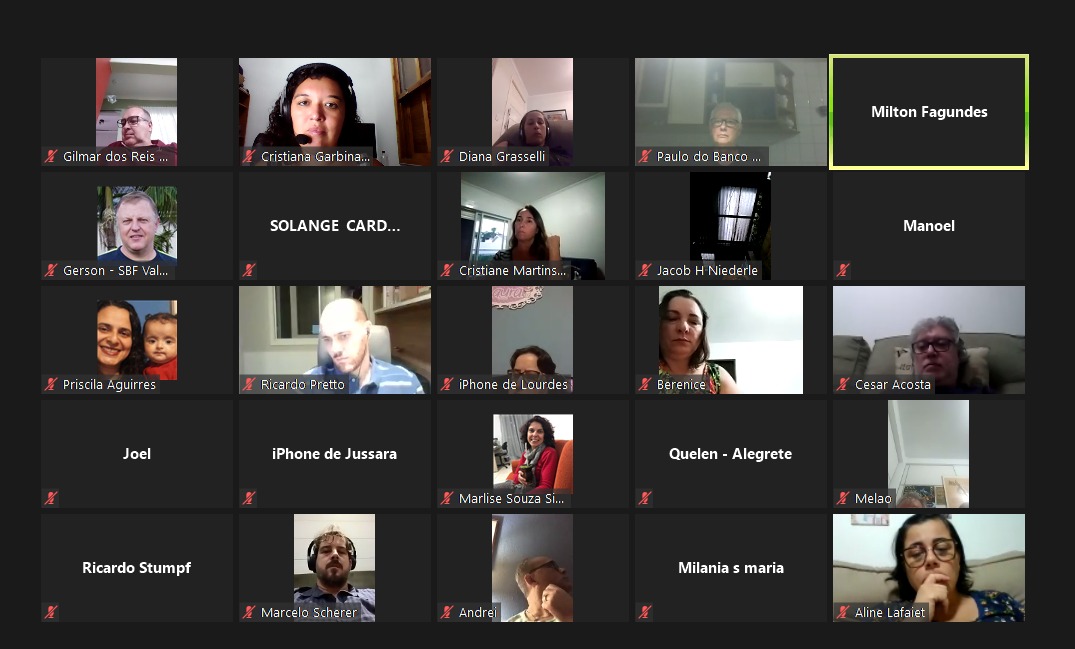 Gilmar dos Reis ...
Cristiana Garbina...
Diana Grasselli
Paulo do Banco ...
Milton Fagundes
Gerson - SBF Val...
SOLANGE CARD...
Cristiane Martins...
Jacob H Niederle
Manoel
Priscila Aguirres
Ricardo Pretto
iPhone de Lourdes
Berenice
Cesar Acosta
Joel
iPhone de Jussara
Marlise Souza Si...
Quelen - Alegrete
Melao
Ricardo Stumpf
Marcelo Scherer
Andrei
Milania s maria
Aline Lafaiet